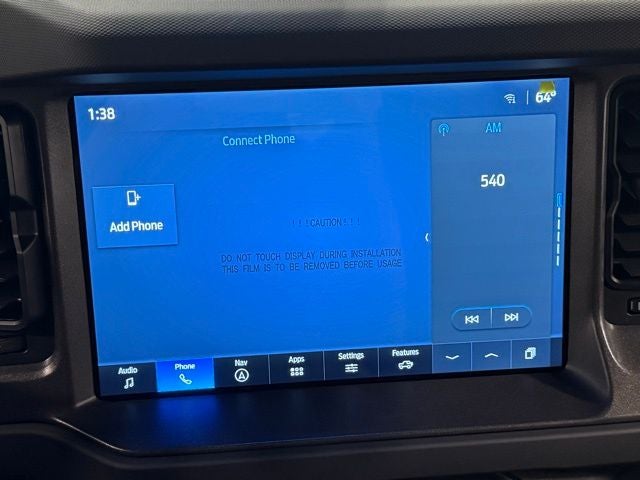 1:38
64°
Connect Phone
AM
540
Add Phone
!!!CAUTION!!!
DO NOT TOUCH DISPLAY DURING INSTALLATION
THIS FILM IS TO BE REMOVED BEFORE USAGE
Audio Phone Nav Apps Settings Features